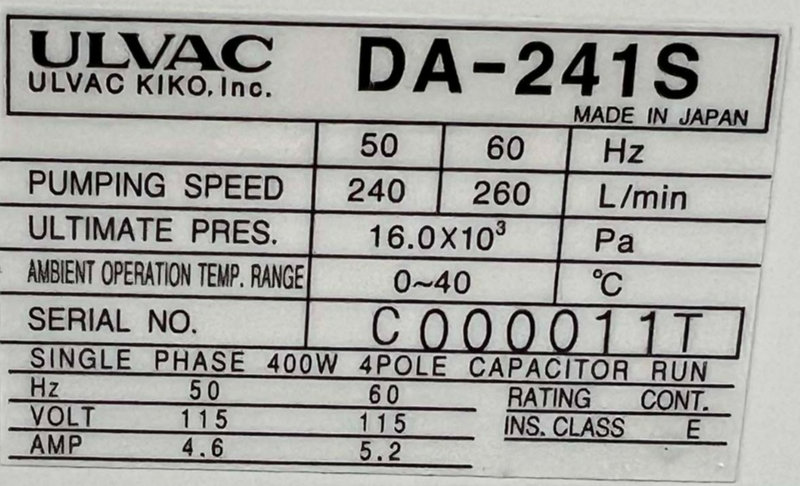 ULVAC DA-241S
ULVAC KIKO, Inc.
MADE IN JAPAN
50 60 Hz
PUMPING SPEED 240 260 L/min
ULTIMATE PRES. 16.0X10³ Pa
AMBIENT OPERATION TEMP. RANGE 0~40 °C
SERIAL NO. C000011T
SINGLE PHASE 400W 4POLE CAPACITOR RUN
Hz 50 60 RATING CONT.
VOLT 115 115 INS. CLASS E
AMP 4.6 5.2